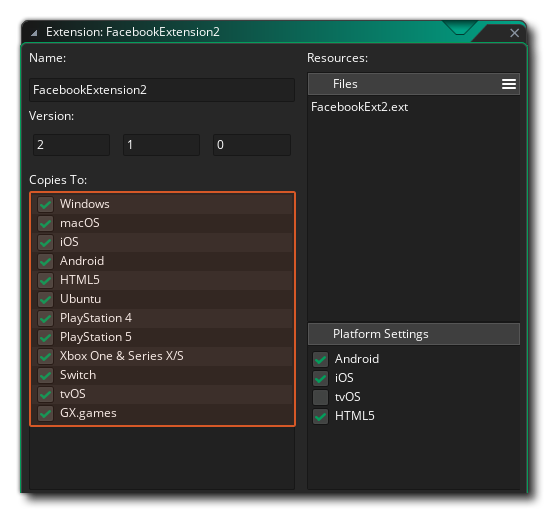 Extension: FacebookExtension2
Name:
FacebookExtension2
Version:
2 1 0
Copies To:
Windows
macOS
iOS
Android
HTML5
Ubuntu
PlayStation 4
PlayStation 5
Xbox One & Series X/S
Switch
tvOS
GX.games
Resources:
Files
FacebookExt2.ext
Platform Settings
Android
iOS
tvOS
HTML5